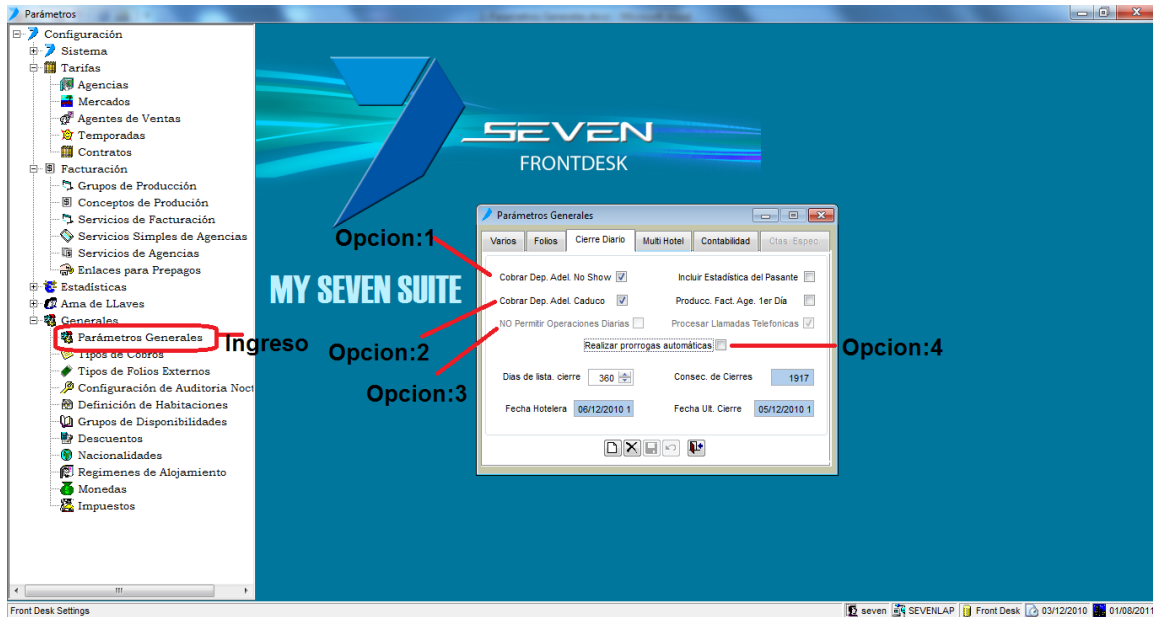 Parámetros
Configuración
Sistema
Tarifas
Agencias
Mercados
Agentes de Ventas
Temporadas
Contratos
Facturación
Grupos de Producción
Conceptos de Produción
Servicios de Facturación
Servicios Simples de Agencias
Servicios de Agencias
Enlaces para Prepagos
Estadísticas
Ama de LLaves
Generales
Parámetros Generales
Tipos de Cobros
Tipos de Folios Externos
Configuración de Auditoria Noct
Definición de Habitaciones
Grupos de Disponibilidades
Descuentos
Nacionalidades
Regimenes de Alojamiento
Monedas
Impuestos
Ingreso
SEVEN
FRONTDESK
MY SEVEN SUITE
Opcion:1
Opcion:2
Opcion:3
Opcion:4
Parámetros Generales
Varios Folios Cierre Diario Multi Hotel Contabilidad Ctas. Espec.
Cobrar Dep. Adel. No Show Incluir Estadística del Pasante
Cobrar Dep. Adel. Caduco Producc. Fact. Age. 1er Día
NO Permitir Operaciones Diarias Procesar Llamadas Telefonicas
Realizar prorrogas automáticas
Dias de lista. cierre 360 Consec. de Cierres 1917
Fecha Hotelera 06/12/2010 1 Fecha Ult. Cierre 05/12/2010 1
Front Desk Settings seven SEVENLAP Front Desk 03/12/2010 01/08/2011